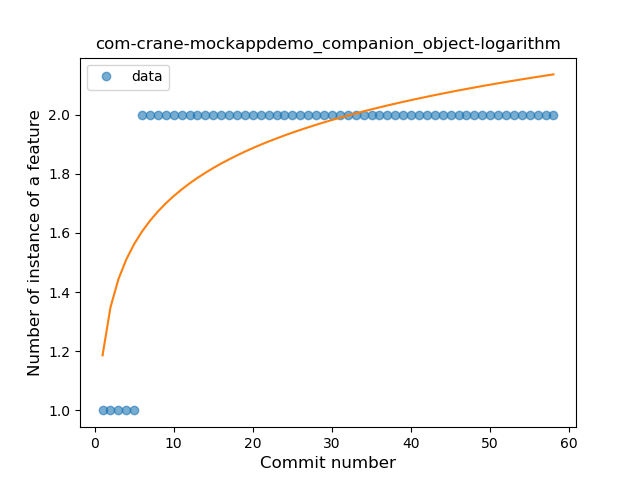 com-crane-mockappdemo_companion_object-logarithm
data
Number of instance of a feature
2.0
1.8
1.6
1.4
1.2
1.0
0 10 20 30 40 50 60
Commit number